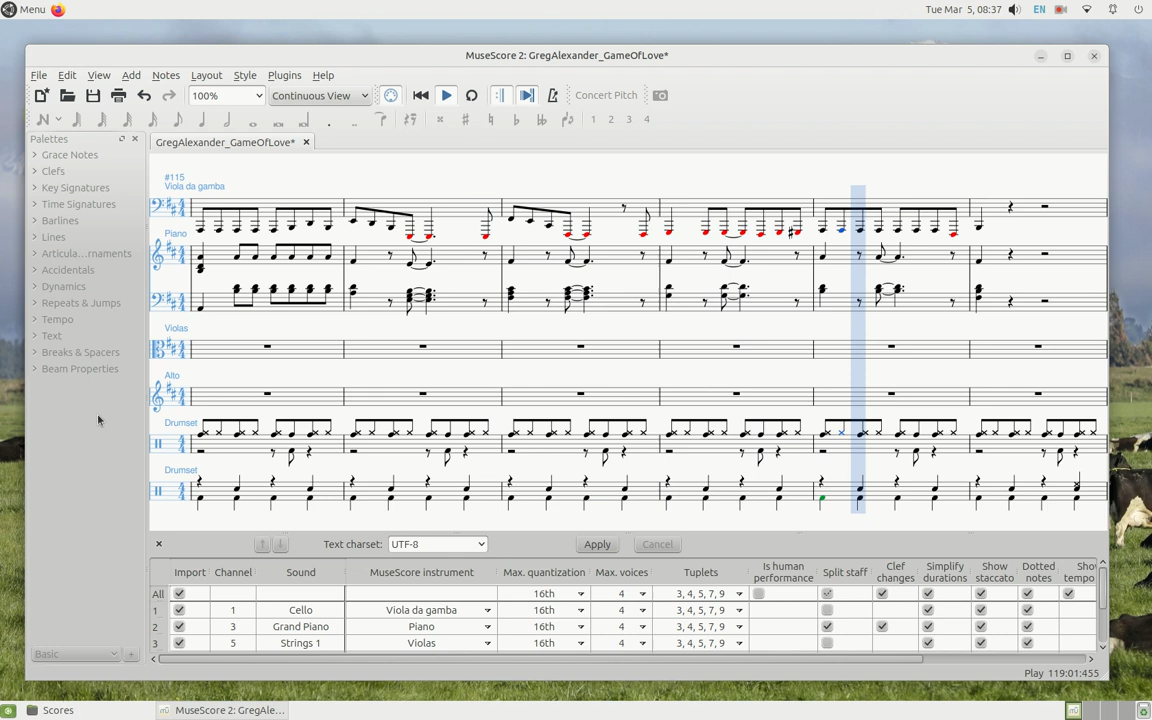 Menu
Tue Mar 5, 08:37
EN
MuseScore 2: GregAlexander_GameOfLove*
File Edit View Add Notes Layout Style Plugins Help
100% Continuous View Concert Pitch
1 2 3 4
Palettes
Grace Notes
Clefs
Key Signatures
Time Signatures
Barlines
Lines
Articula...rnaments
Accidentals
Dynamics
Repeats & Jumps
Tempo
Text
Breaks & Spacers
Beam Properties
Basic
GregAlexander_GameOfLove*
#115
Viola da gamba
Piano
Violas
Alto
Drumset
Drumset
Text charset: UTF-8 Apply Cancel
Import Channel Sound MuseScore instrument Max. quantization Max. voices Tuplets Is human performance Split staff Clef changes Simplify durations Show staccato Dotted notes Show tempo
All 16th 4 3, 4, 5, 7, 9
1 1 Cello Viola da gamba 16th 4 3, 4, 5, 7, 9
2 3 Grand Piano Piano 16th 4 3, 4, 5, 7, 9
3 5 Strings 1 Violas 16th 4 3, 4, 5, 7, 9
Play 119:01:455
Scores
MuseScore 2: GregAle...